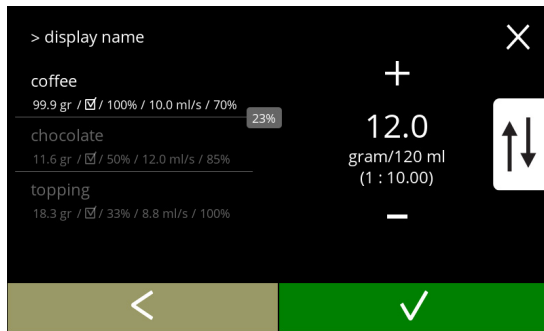 > display name
coffee
99.9 gr / ☑ / 100% / 10.0 ml/s / 70%
23%
chocolate
11.6 gr / ☑ / 50% / 12.0 ml/s / 85%
topping
18.3 gr / ☑ / 33% / 8.8 ml/s / 100%
12.0
gram/120 ml
(1 : 10.00)